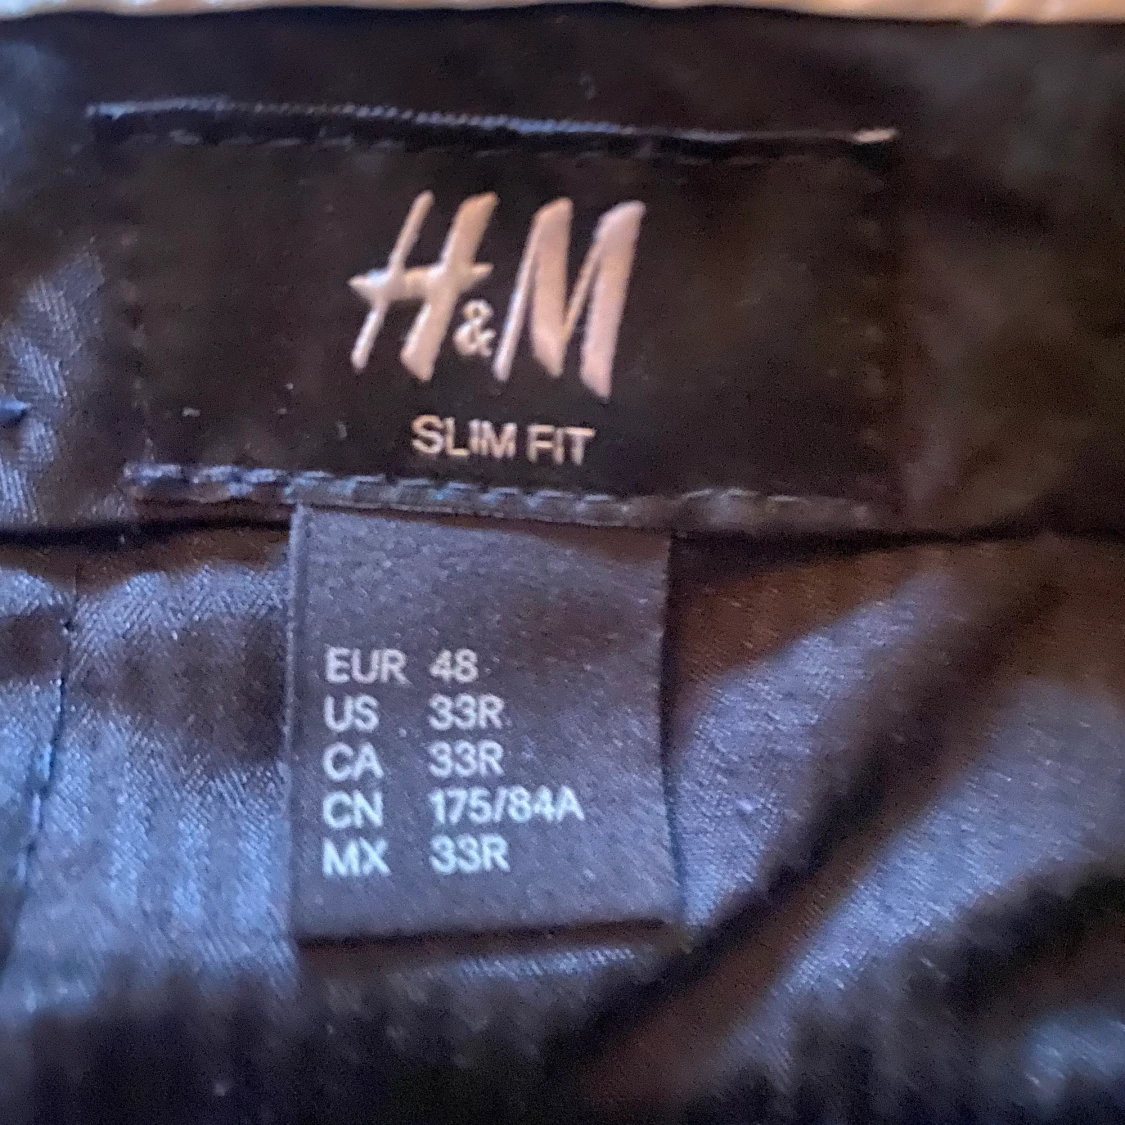 H&M
SLIM FIT
EUR 48
US 33R
CA 33R
CN 175/84A
MX 33R